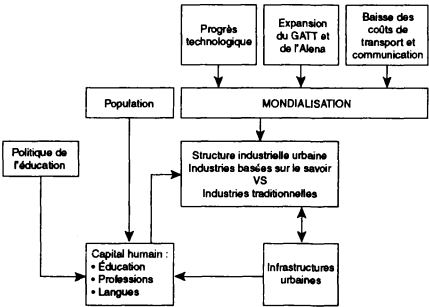 Progrès
technologique
Expansion
du GATT et
de l'Alena
Baisse des
coûts de
transport et
communication
Population
MONDIALISATION
Politique de
l'éducation
Structure industrielle urbaine
Industries basées sur le savoir
VS
Industries traditionnelles
Capital humain :
• Éducation
• Professions
• Langues
Infrastructures
urbaines